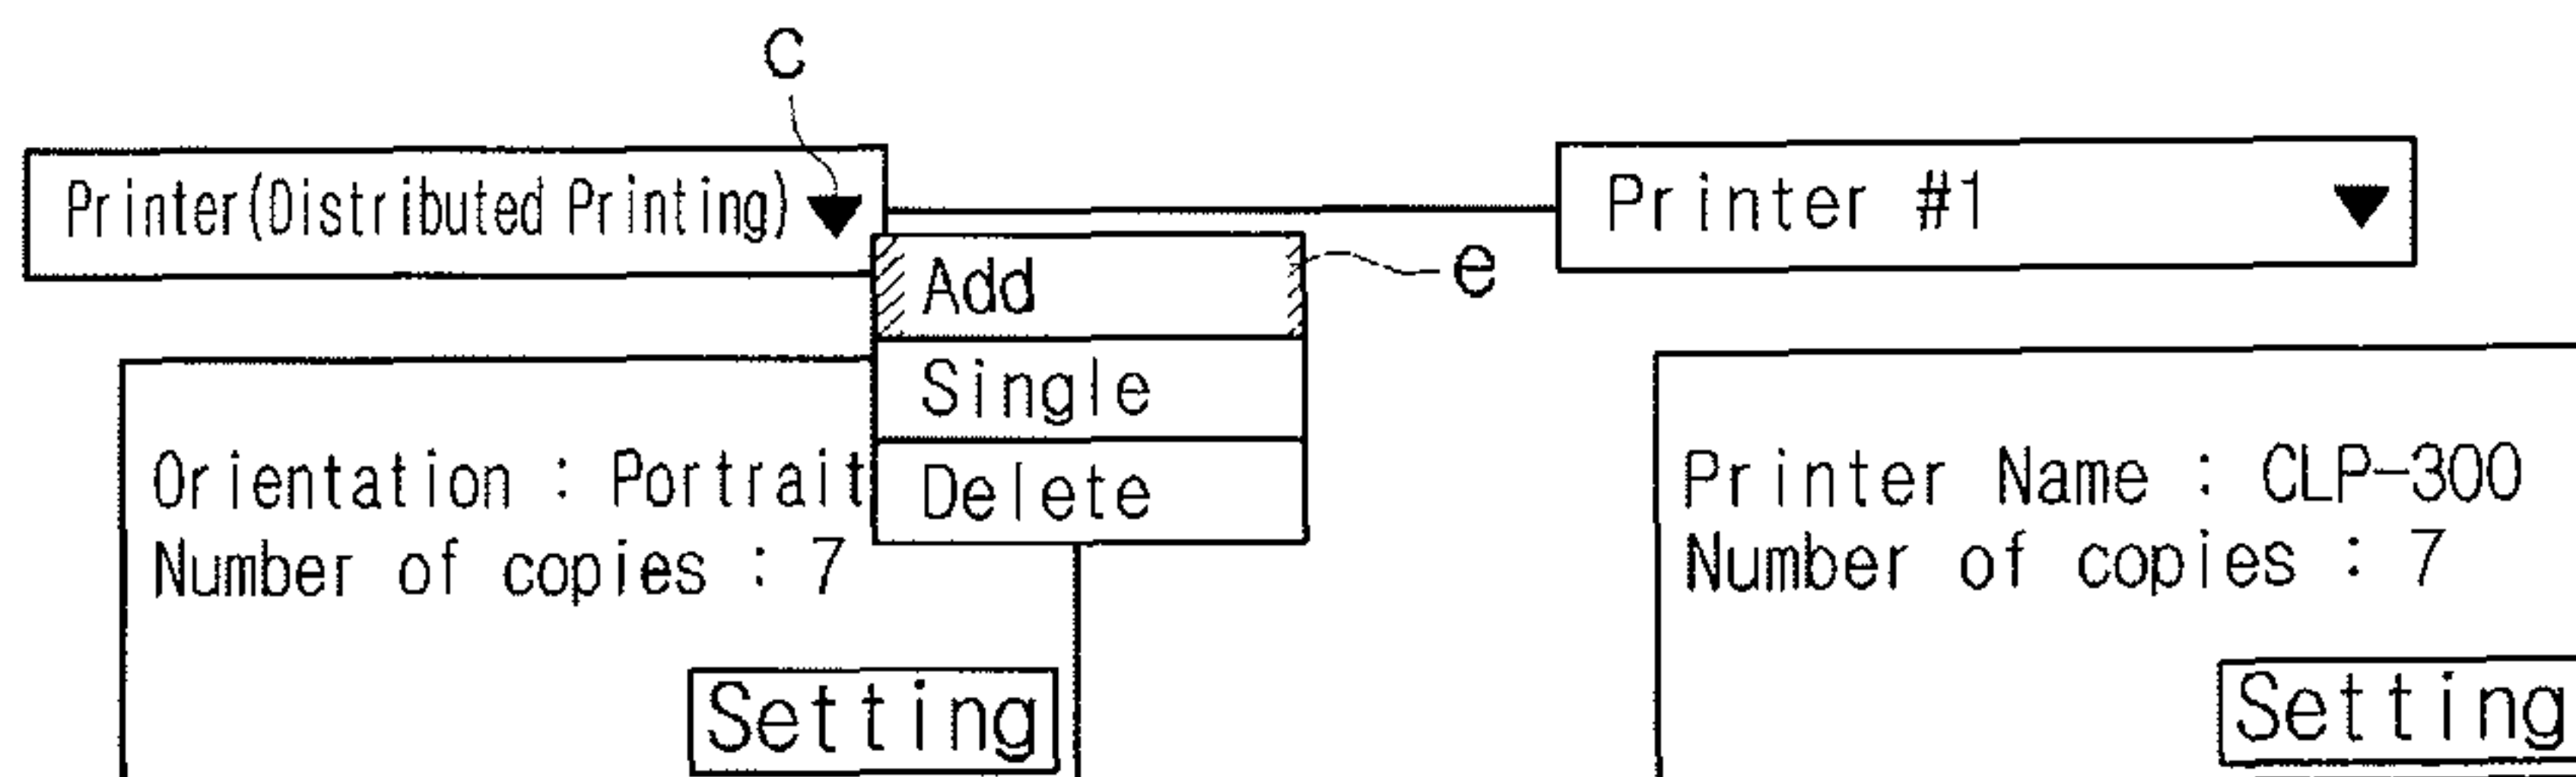 c
Printer(Distributed Printing)
Printer #1
Add
e
Single
Delete
Orientation : Portrait
Number of copies : 7
Setting
Printer Name : CLP-300
Number of copies : 7
Setting